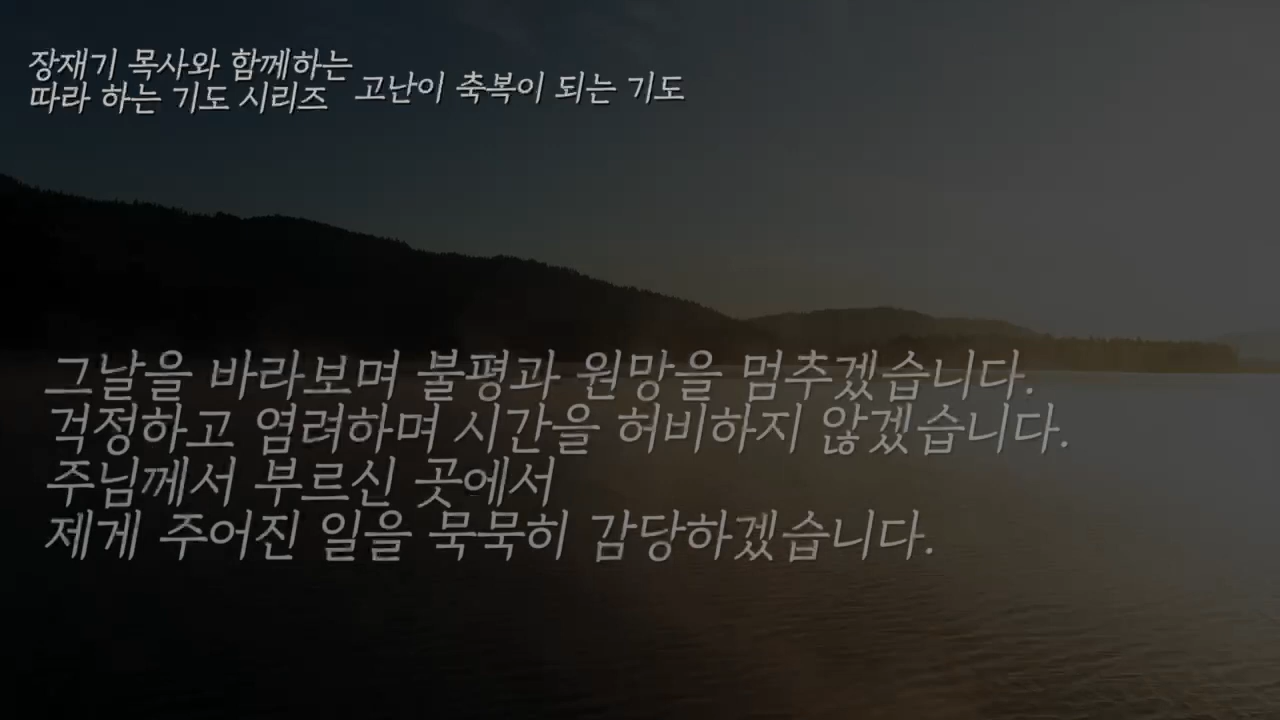 장재기 목사와 함께하는
따라 하는 기도 시리즈
고난이 축복이 되는 기도
그날을 바라보며 불평과 원망을 멈추겠습니다.
걱정하고 염려하며 시간을 허비하지 않겠습니다.
주님께서 부르신 곳에서
제게 주어진 일을 묵묵히 감당하겠습니다.